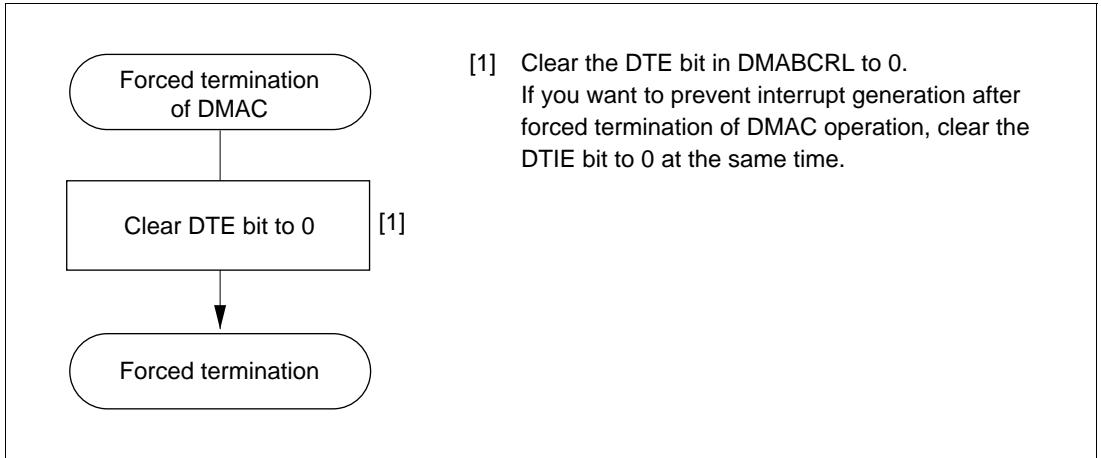 Forced termination
of DMAC
Clear DTE bit to 0
[1]
Forced termination
[1] Clear the DTE bit in DMABCRL to 0.
If you want to prevent interrupt generation after
forced termination of DMAC operation, clear the
DTIE bit to 0 at the same time.